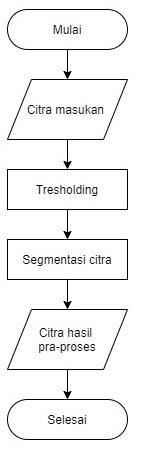 Mulai
Citra masukan
Tresholding
Segmentasi citra
Citra hasil
pra-proses
Selesai